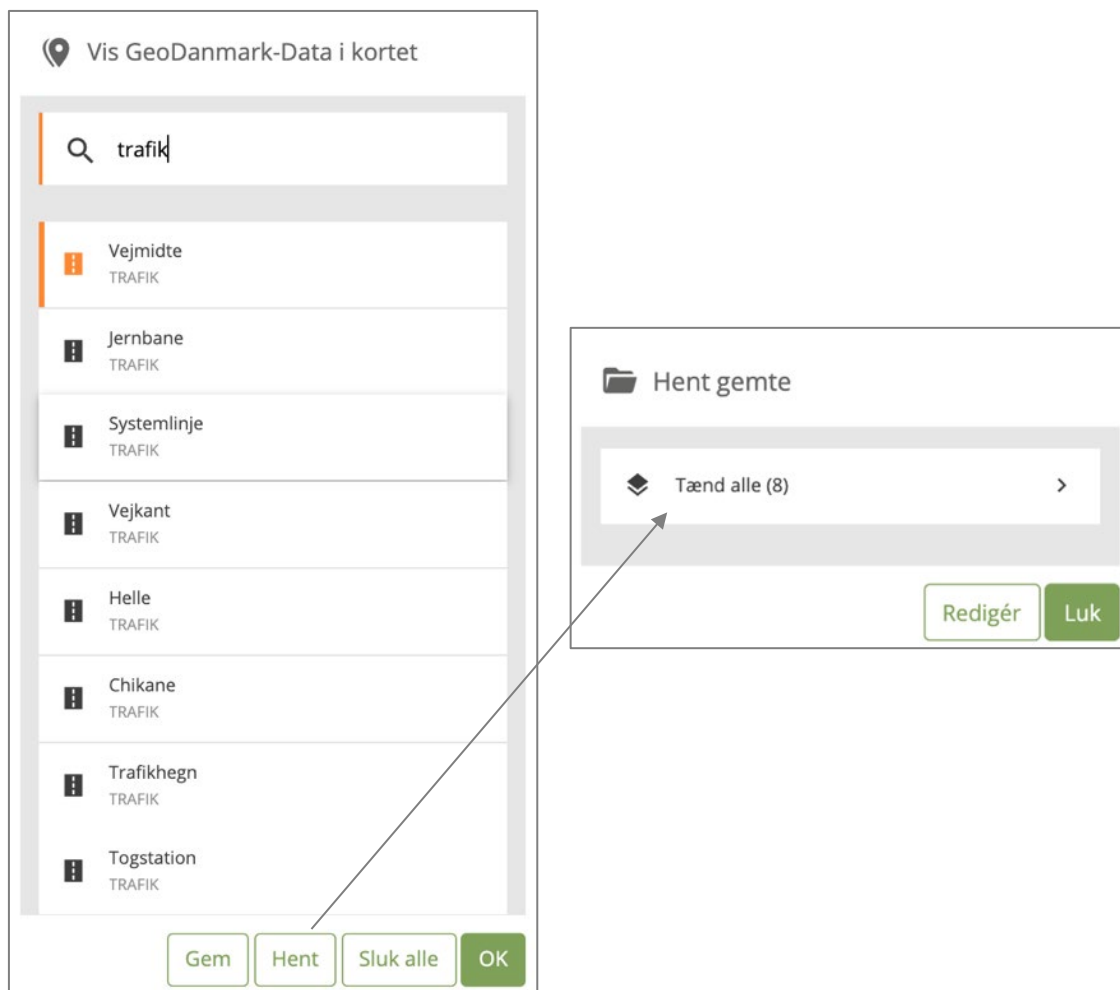 Vis GeoDanmark-Data i kortet
trafik
Vejmidte
TRAFIK
Jernbane
TRAFIK
Systemlinje
TRAFIK
Vejkant
TRAFIK
Helle
TRAFIK
Chikane
TRAFIK
Trafikhegn
TRAFIK
Togstation
TRAFIK
Gem Hent Sluk alle OK
Hent gemte
Tænd alle (8)
Redigér Luk